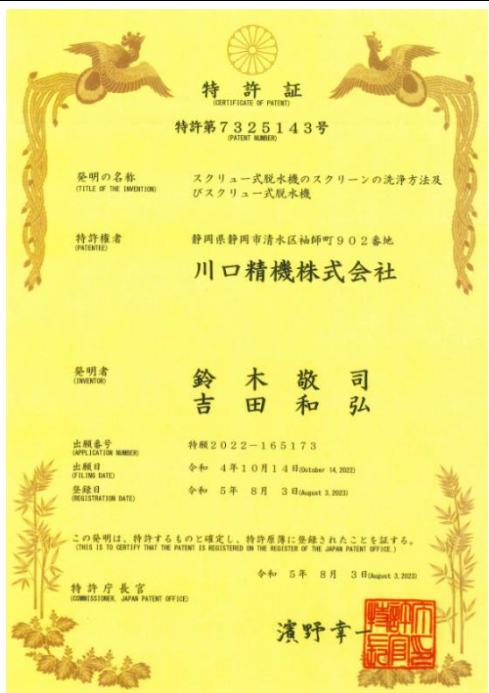 特許証
(CERTIFICATE OF PATENT)
特許第7325143号
(PATENT NUMBER)
発明の名称
(TITLE OF THE INVENTION)
スクリュー式脱水機のスクリーンの洗浄方法及
びスクリュー式脱水機
特許権者
(PATENTEE)
静岡県静岡市清水区袖師町902番地
川口精機株式会社
発明者
(INVENTOR)
鈴木敬司
吉田和弘
出願番号
(APPLICATION NUMBER)
特願2022-165173
出願日
(FILING DATE)
令和 4年10月14日(October 14, 2022)
登録日
(REGISTRATION DATE)
令和 5年 8月 3日(August 3, 2023)
この発明は、特許するものと確定し、特許原簿に登録されたことを証する。
(THIS IS TO CERTIFY THAT THE PATENT IS REGISTERED ON THE REGISTER OF THE JAPAN PATENT OFFICE.)
令和 5年 8月 3日(August 3, 2023)
特許庁長官
(COMMISSIONER, JAPAN PATENT OFFICE)
濱野幸一